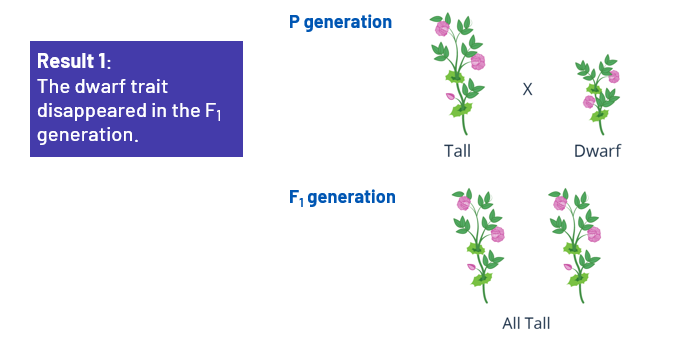 P generation
Result 1:
The dwarf trait
disappeared in the F₁
generation.
X
Tall
Dwarf
F₁ generation
All Tall